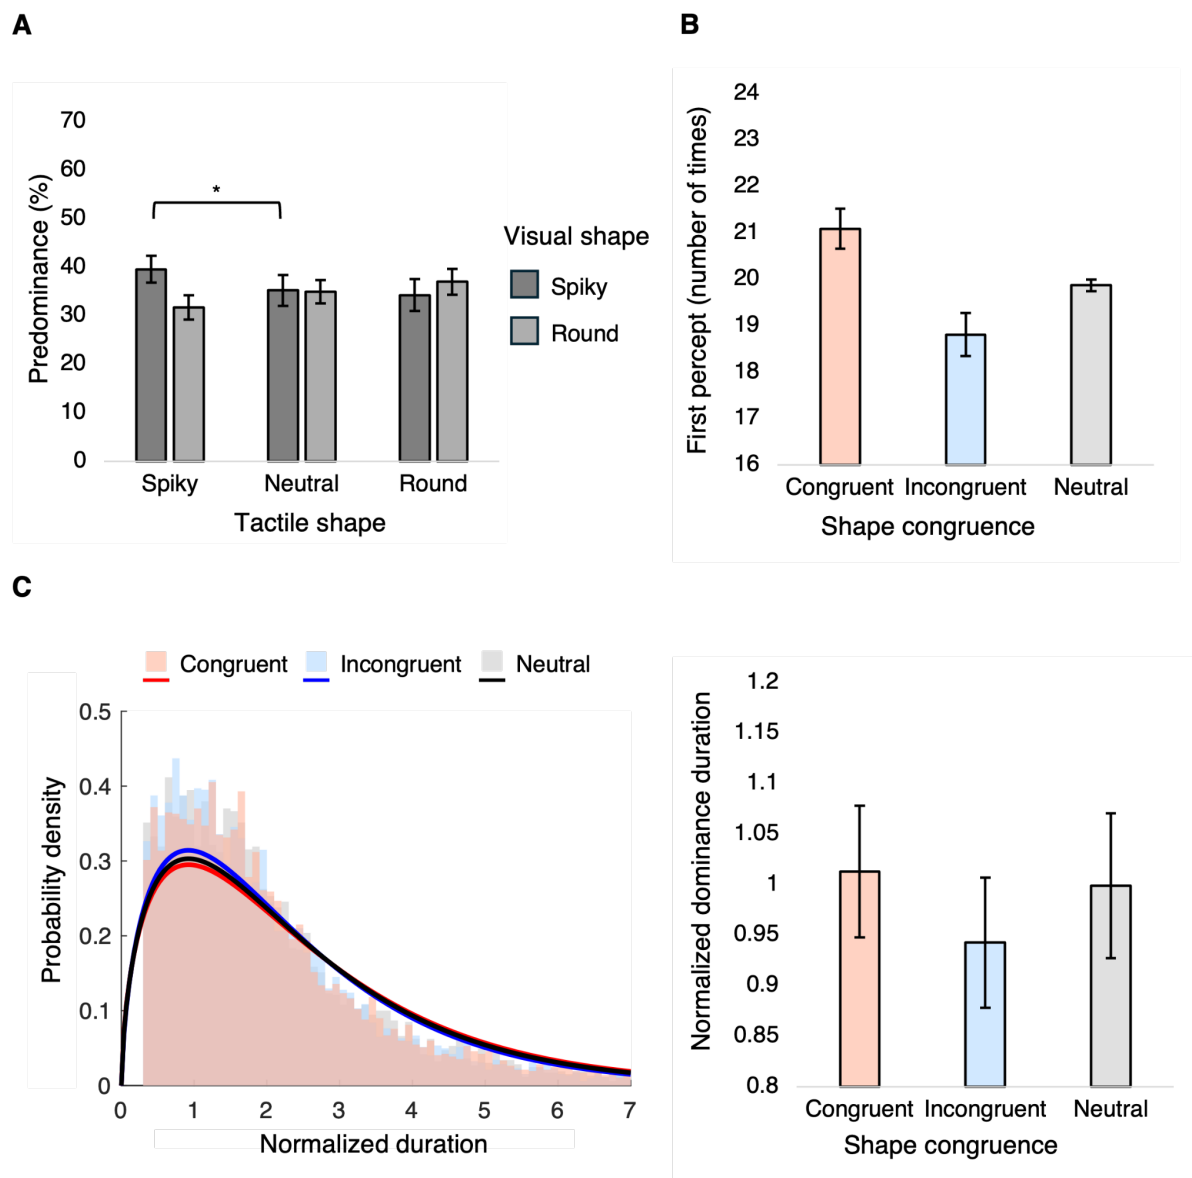 A
70
60
50
40
30
20
10
0
Predominance (%)
*
Spiky
Neutral
Round
Tactile shape
Visual shape
Spiky
Round
B
24
23
22
21
20
19
18
17
16
First percept (number of times)
Congruent Incongruent Neutral
Shape congruence
C
Congruent Incongruent Neutral
0.5
0.4
0.3
0.2
0.1
0
Probability density
0 1 2 3 4 5 6 7
Normalized duration
1.2
1.15
1.1
1.05
1
0.95
0.9
0.85
0.8
Normalized dominance duration
Congruent Incongruent Neutral
Shape congruence